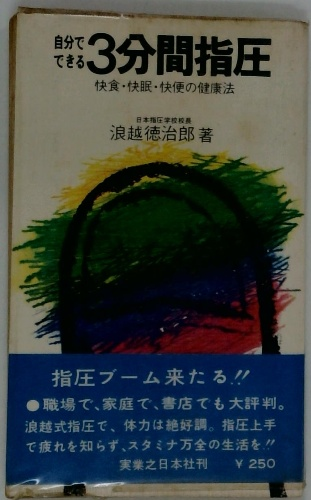 自分で
できる3分間指圧
快食・快眠・快便の健康法
日本指圧学校校長
浪越徳治郎著
指圧ブーム来たる!!
●職場で、家庭で、書店でも大評判。
浪越式指圧で、体力は絶好調。指圧上手
で疲れを知らず、スタミナ万全の生活を!!
実業之日本社刊 ¥250